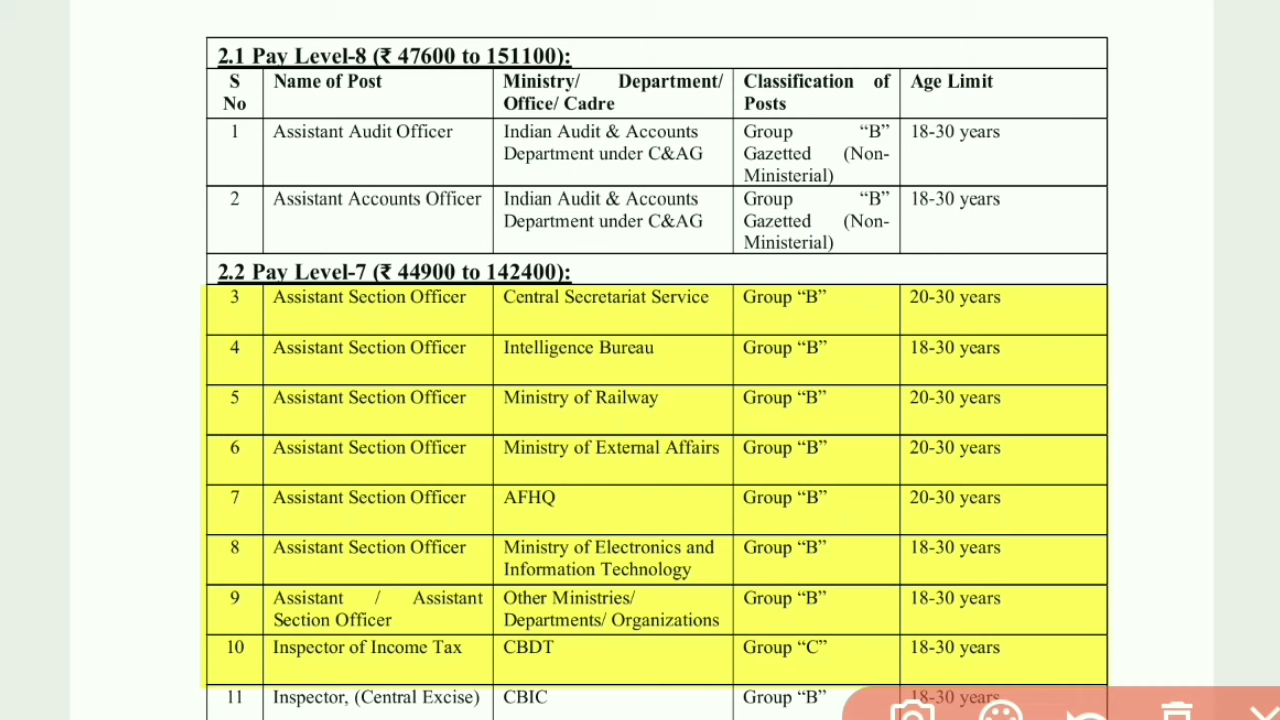 2.1 Pay Level-8 (₹ 47600 to 151100):
S No Name of Post Ministry/ Department/ Office/ Cadre Classification of Posts Age Limit
1 Assistant Audit Officer Indian Audit & Accounts Department under C&AG Group “B” Gazetted (Non-Ministerial) 18-30 years
2 Assistant Accounts Officer Indian Audit & Accounts Department under C&AG Group “B” Gazetted (Non-Ministerial) 18-30 years
2.2 Pay Level-7 (₹ 44900 to 142400):
3 Assistant Section Officer Central Secretariat Service Group “B” 20-30 years
4 Assistant Section Officer Intelligence Bureau Group “B” 18-30 years
5 Assistant Section Officer Ministry of Railway Group “B” 20-30 years
6 Assistant Section Officer Ministry of External Affairs Group “B” 20-30 years
7 Assistant Section Officer AFHQ Group “B” 20-30 years
8 Assistant Section Officer Ministry of Electronics and Information Technology Group “B” 18-30 years
9 Assistant / Assistant Section Officer Other Ministries/ Departments/ Organizations Group “B” 18-30 years
10 Inspector of Income Tax CBDT Group “C” 18-30 years
11 Inspector, (Central Excise) CBIC Group “B” 18-30 years